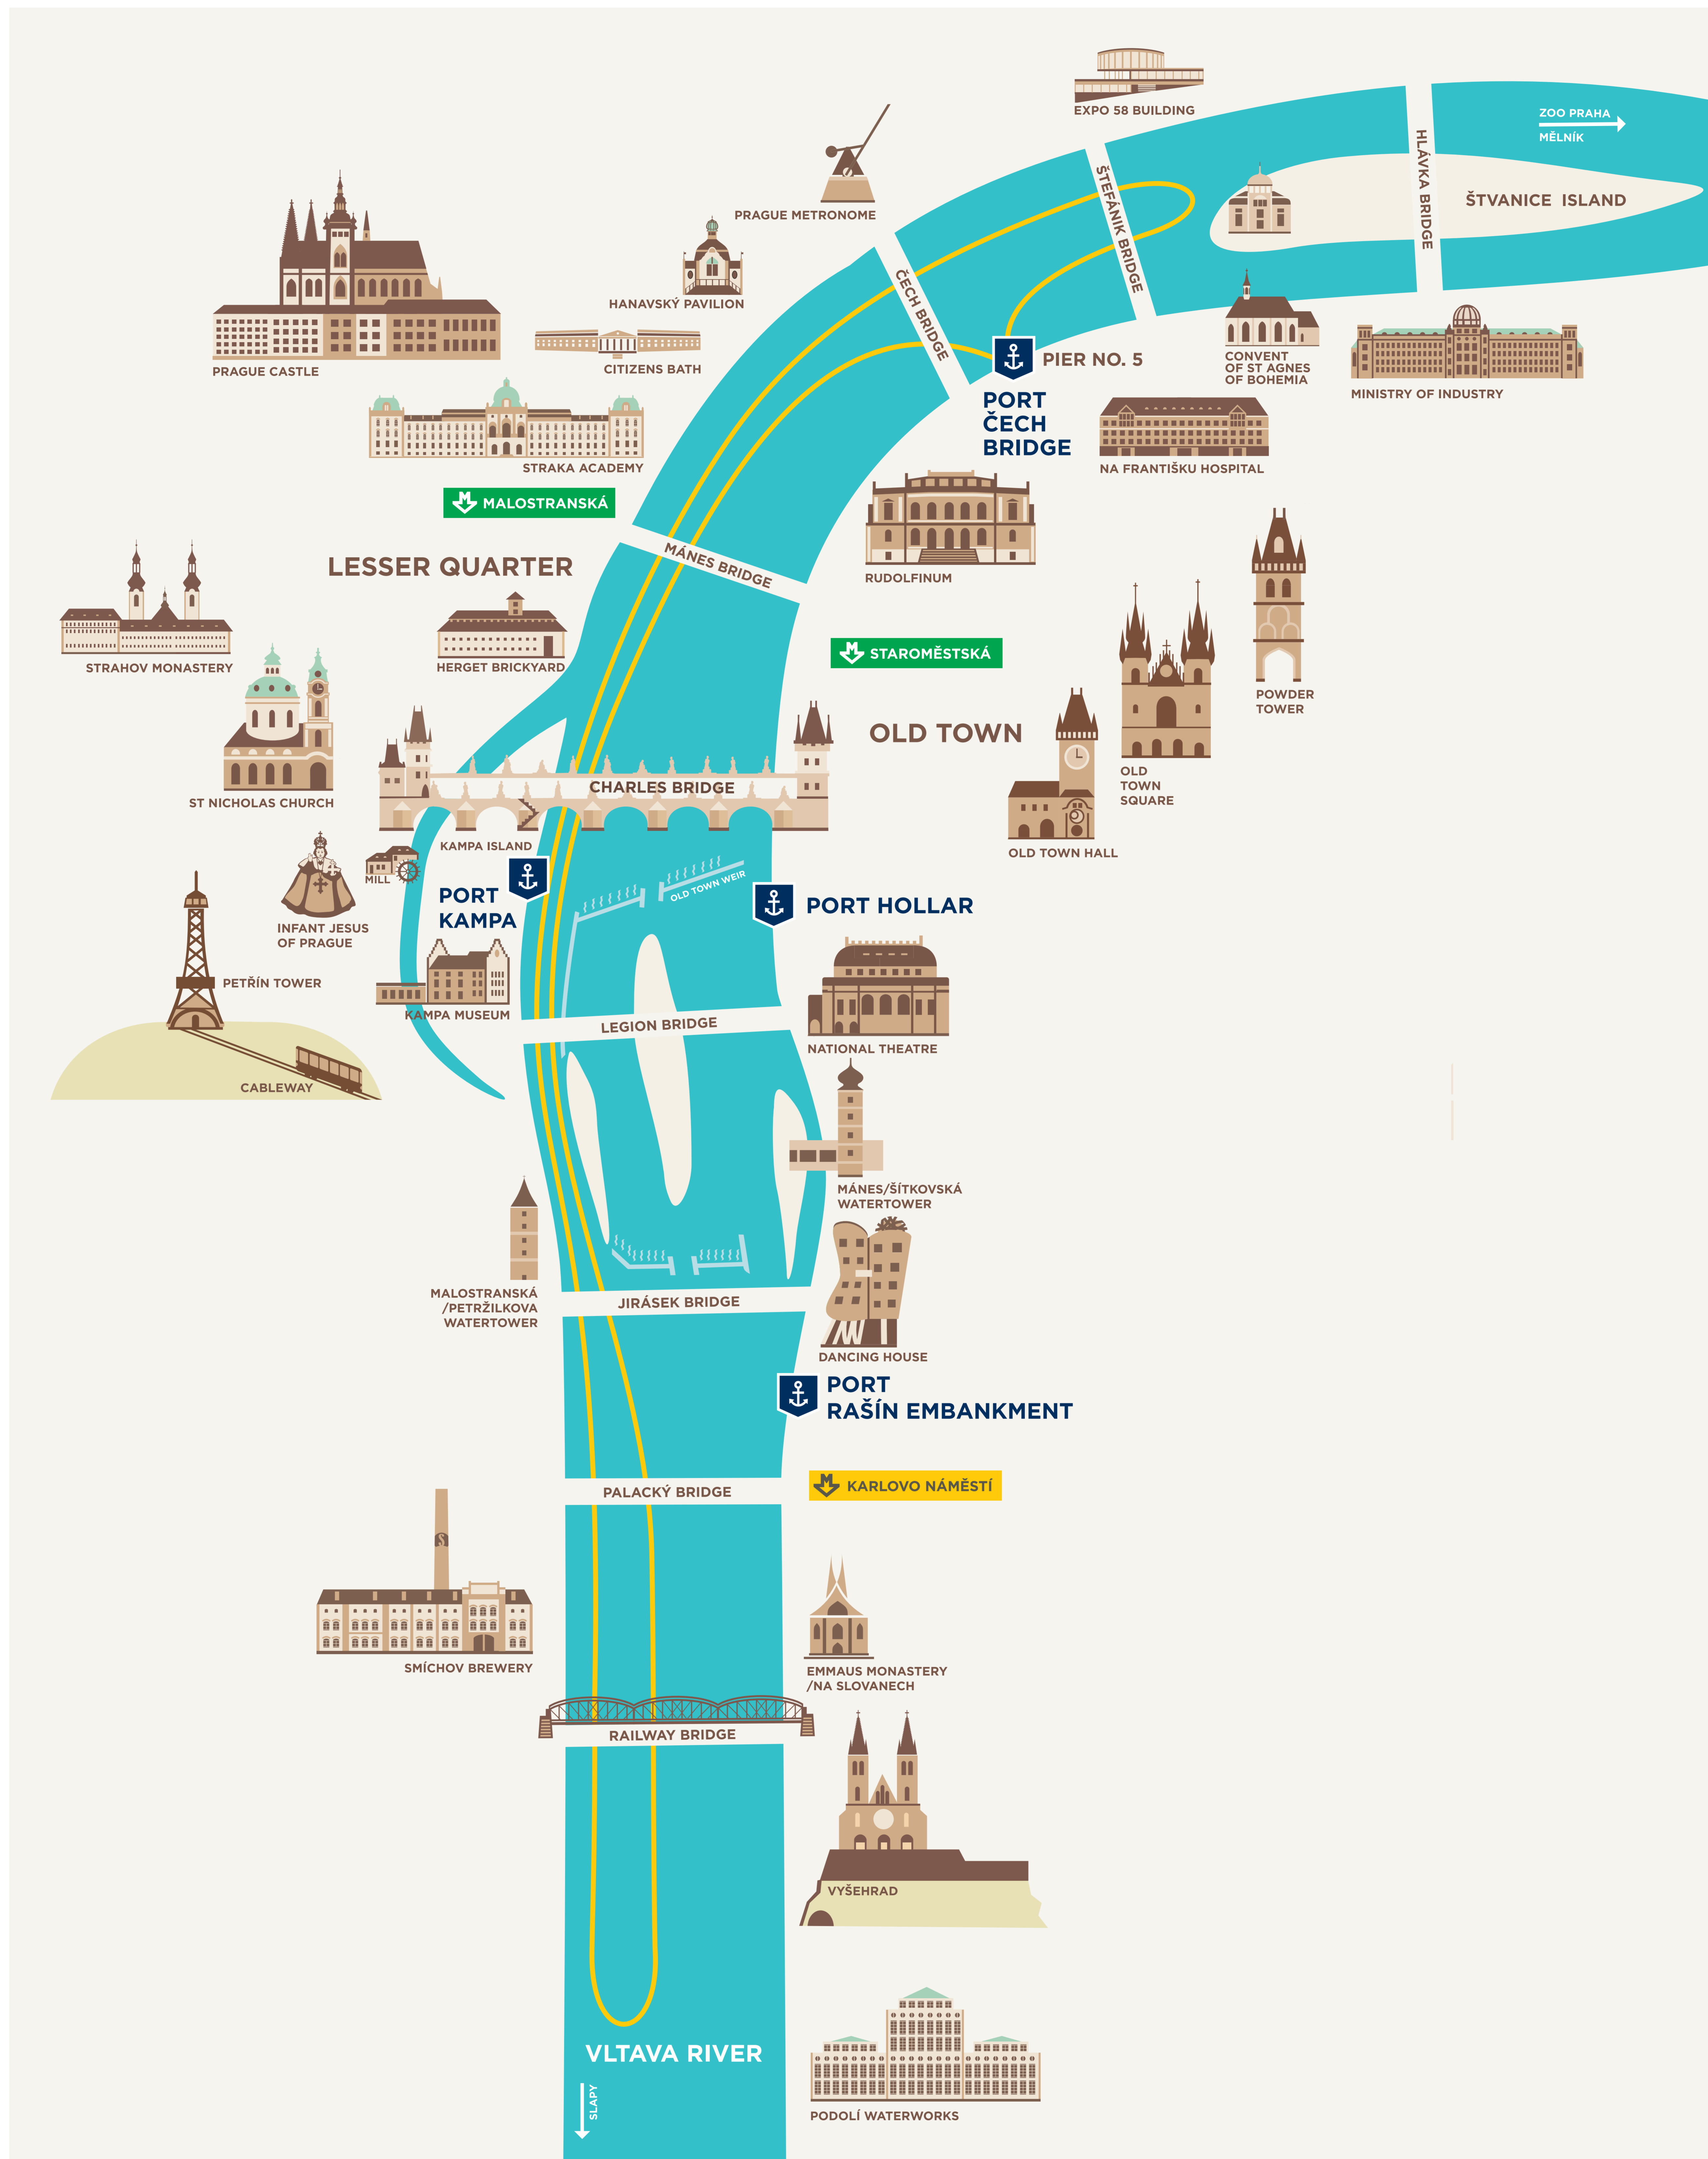 EXPO 58 BUILDING
ZOO PRAHA
MĚLNÍK
HLÁVKA BRIDGE
ŠTVANICE ISLAND
ŠTEFÁNIK BRIDGE
PRAGUE METRONOME
HANAVSKÝ PAVILION
ČECH BRIDGE
PRAGUE CASTLE
CITIZENS BATH
PIER NO. 5
CONVENT
OF ST AGNES
OF BOHEMIA
MINISTRY OF INDUSTRY
PORT
ČECH
BRIDGE
STRAKA ACADEMY
NA FRANTIŠKU HOSPITAL
M
MALOSTRANSKÁ
LESSER QUARTER
MÁNES BRIDGE
RUDOLFINUM
STRAHOV MONASTERY
HERGET BRICKYARD
M
STAROMĚSTSKÁ
POWDER
TOWER
OLD TOWN
OLD
TOWN
SQUARE
ST NICHOLAS CHURCH
CHARLES BRIDGE
KAMPA ISLAND
OLD TOWN HALL
MILL
OLD TOWN WEIR
PORT
KAMPA
PORT HOLLAR
INFANT JESUS
OF PRAGUE
PETŘÍN TOWER
KAMPA MUSEUM
LEGION BRIDGE
NATIONAL THEATRE
CABLEWAY
MÁNES/ŠÍTKOVSKÁ
WATERTOWER
MALOSTRANSKÁ
/PETRŽILKOVA
WATERTOWER
JIRÁSEK BRIDGE
DANCING HOUSE
PORT
RAŠÍN EMBANKMENT
M
KARLOVO NÁMĚSTÍ
PALACKÝ BRIDGE
S
SMÍCHOV BREWERY
EMMAUS MONASTERY
/NA SLOVANECH
RAILWAY BRIDGE
VYŠEHRAD
VLTAVA RIVER
SLAPY
PODOLÍ WATERWORKS